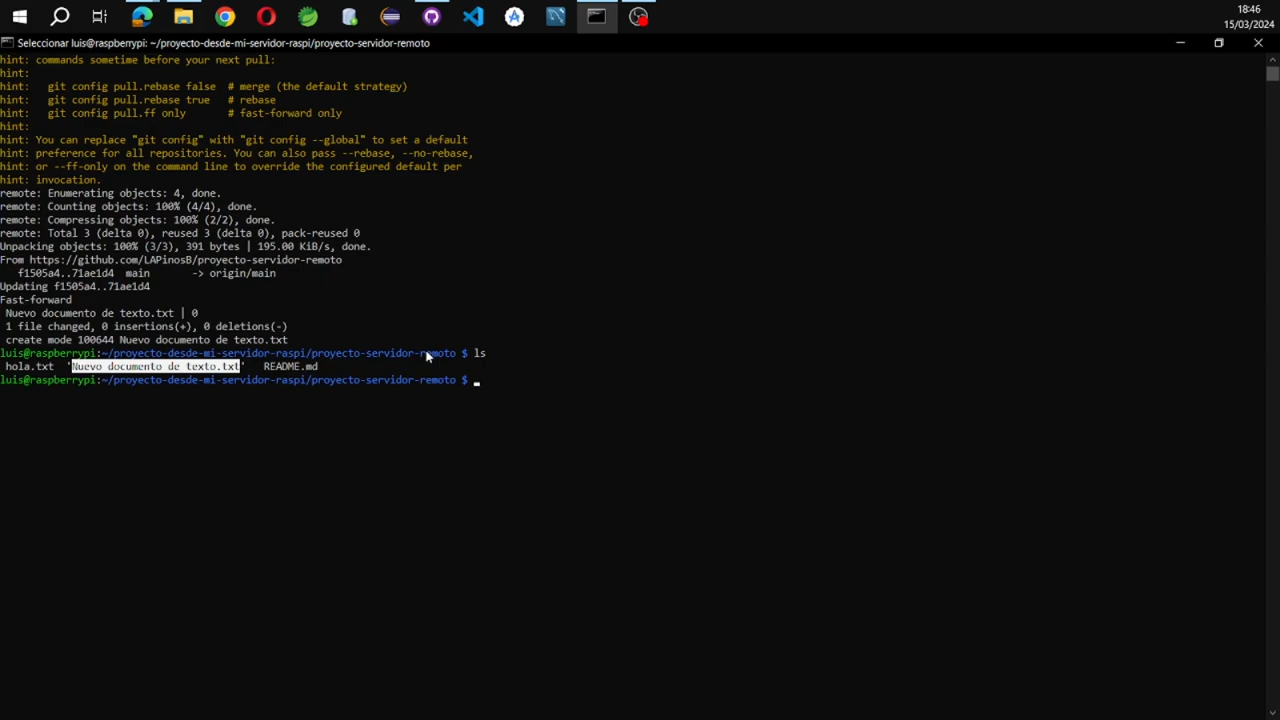 18:46
15/03/2024
Seleccionar luis@raspberrypi: ~/proyecto-desde-mi-servidor-raspi/proyecto-servidor-remoto
hint: commands sometime before your next pull:
hint:
hint:   git config pull.rebase false  # merge (the default strategy)
hint:   git config pull.rebase true   # rebase
hint:   git config pull.ff only       # fast-forward only
hint:
hint: You can replace "git config" with "git config --global" to set a default
hint: preference for all repositories. You can also pass --rebase, --no-rebase,
hint: or --ff-only on the command line to override the configured default per
hint: invocation.
remote: Enumerating objects: 4, done.
remote: Counting objects: 100% (4/4), done.
remote: Compressing objects: 100% (2/2), done.
remote: Total 3 (delta 0), reused 3 (delta 0), pack-reused 0
Unpacking objects: 100% (3/3), 391 bytes | 195.00 KiB/s, done.
From https://github.com/LAPinosB/proyecto-servidor-remoto
   f1505a4..71ae1d4  main       -> origin/main
Updating f1505a4..71ae1d4
Fast-forward
 Nuevo documento de texto.txt | 0
 1 file changed, 0 insertions(+), 0 deletions(-)
 create mode 100644 Nuevo documento de texto.txt
luis@raspberrypi:~/proyecto-desde-mi-servidor-raspi/proyecto-servidor-remoto $ ls
 hola.txt  'Nuevo documento de texto.txt'   README.md
luis@raspberrypi:~/proyecto-desde-mi-servidor-raspi/proyecto-servidor-remoto $